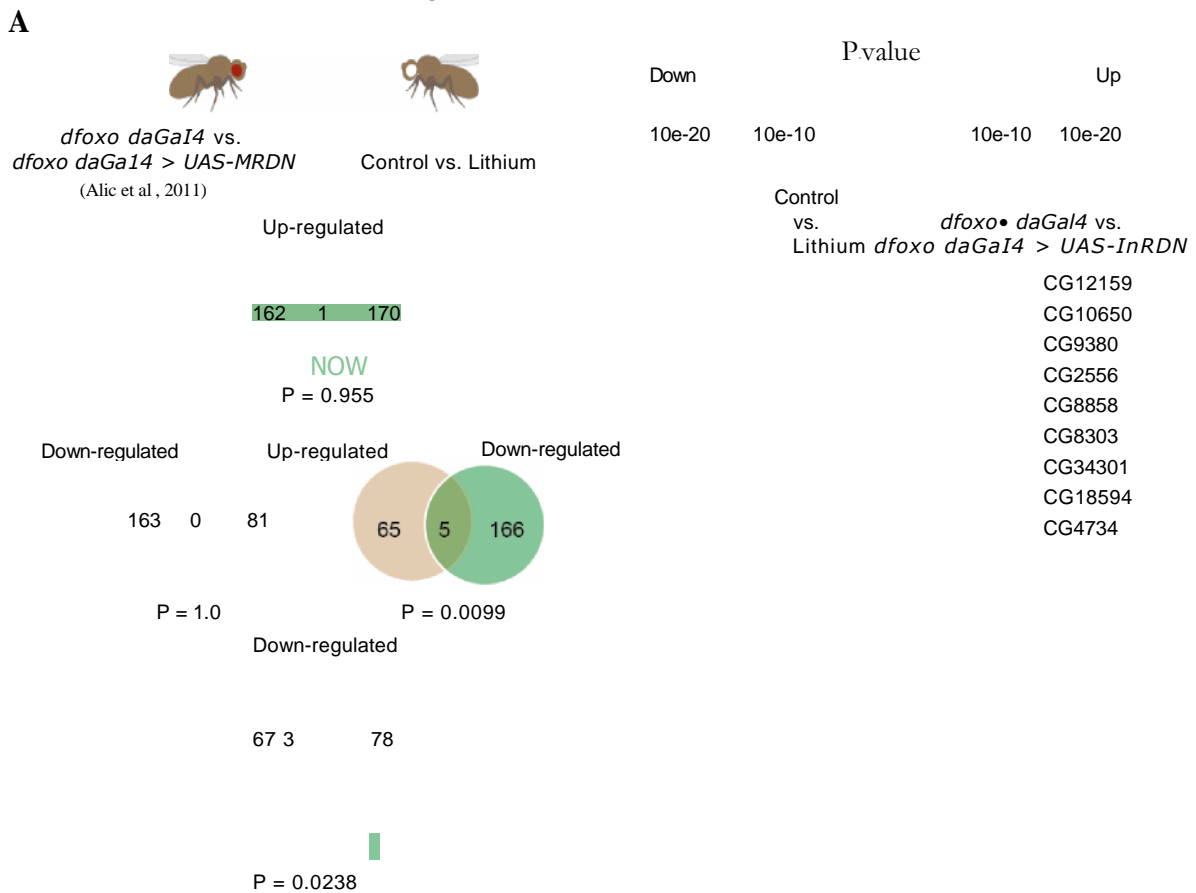 A
dfoxo daGaI4 vs.
dfoxo daGa14 > UAS-MRDN
(Alic et al , 2011)
Control vs. Lithium
Up-regulated
162 1 170
NOW
P = 0.955
Down-regulated Up-regulated Down-regulated
163 0 81
65 5 166
P = 1.0
P = 0.0099
Down-regulated
67 3 78
P = 0.0238
P.value
Down Up
10e-20 10e-10 10e-10 10e-20
Control
vs. dfoxo• daGal4 vs.
Lithium dfoxo daGaI4 > UAS-InRDN
CG12159
CG10650
CG9380
CG2556
CG8858
CG8303
CG34301
CG18594
CG4734